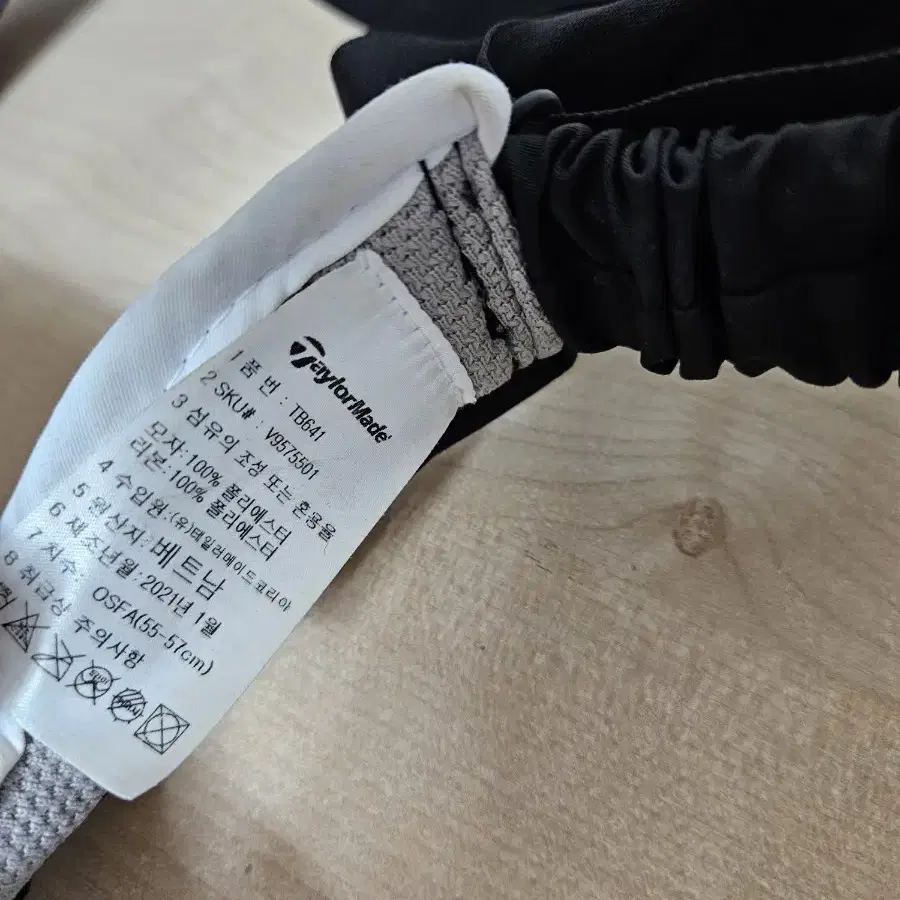 TaylorMade
1 품 번 : TB641
2 SKU# : V9575501
3 섬유의 조성 또는 혼용율
모자:100% 폴리에스터
리본:100% 폴리에스터
4 수입원:(유)테일러메이드코리아
5 원산지: 베트남
6 제조년월: 2021년 1월
7 치수: OSFA(55-57cm)
8 취급상 주의사항